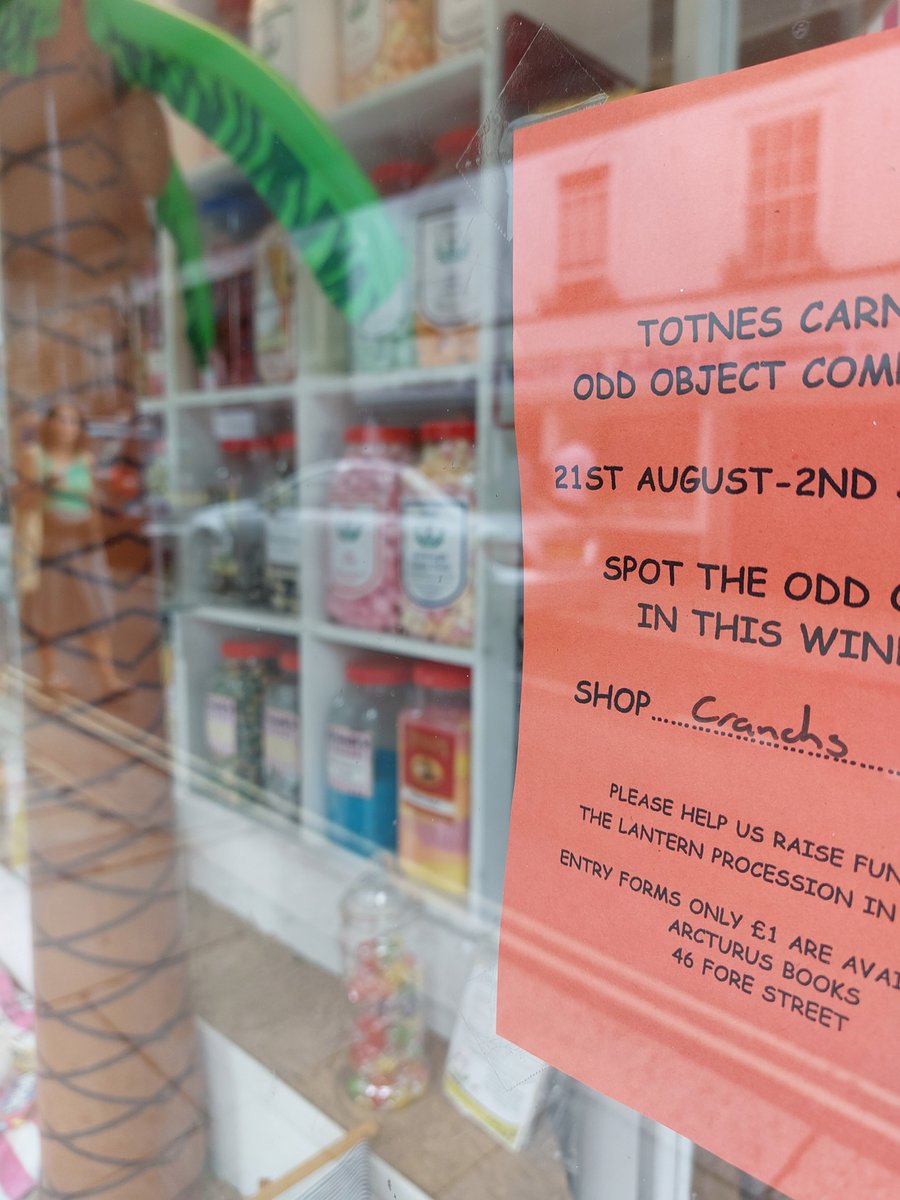 TOTNES CARN
ODD OBJECT COM
21ST AUGUST-2ND
SPOT THE ODD
IN THIS WIN
SHOP Cranchs
PLEASE HELP US RAISE FUN
THE LANTERN PROCESSION IN
ENTRY FORMS ONLY £1 ARE AVAI
ARCTURUS BOOKS
46 FORE STREET